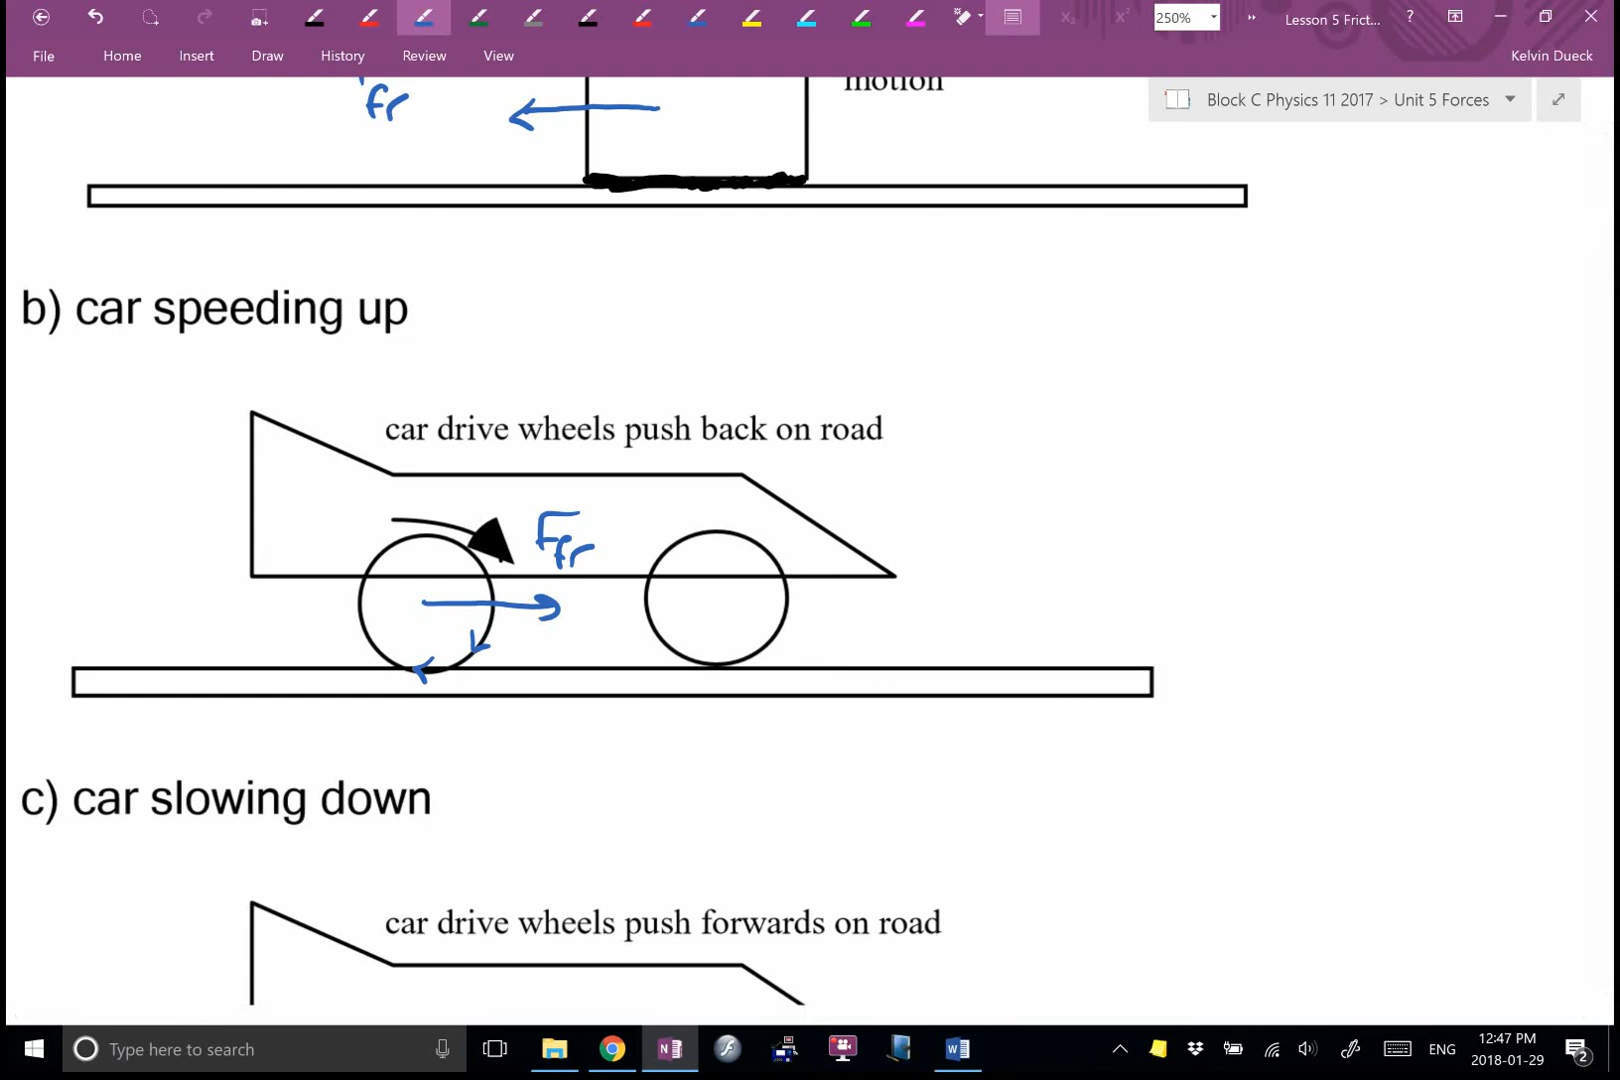 250%
Lesson 5 Frict...
?
File
Home
Insert
Draw
History
Review
View
Kelvin Dueck
motion
Block C Physics 11 2017 > Unit 5 Forces
Ffr
b) car speeding up
car drive wheels push back on road
Ffr
c) car slowing down
car drive wheels push forwards on road
Type here to search
ENG
12:47 PM
2018-01-29
2